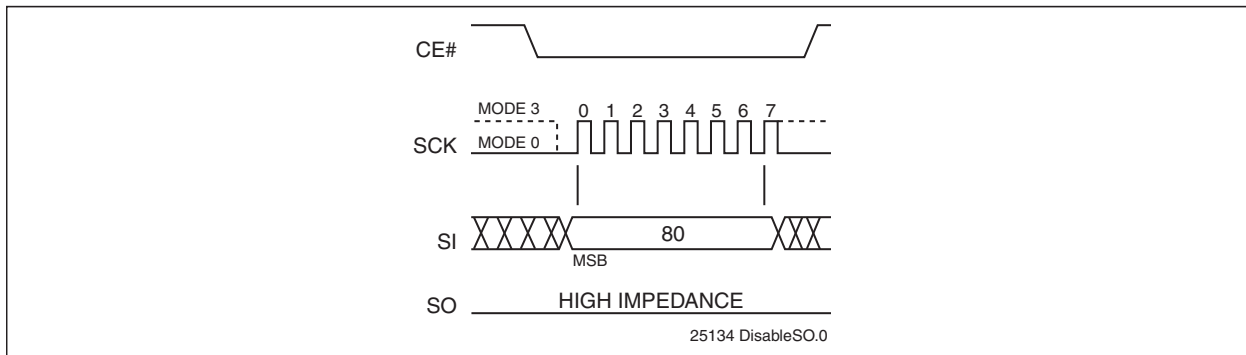 CE#
MODE 3
0 1 2 3 4 5 6 7
SCK
MODE 0
SI
80
MSB
SO
HIGH IMPEDANCE
25134 DisableSO.0